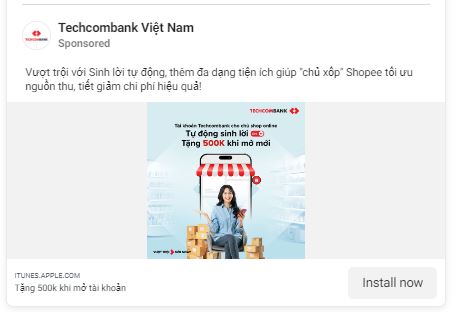 Techcombank Việt Nam
Sponsored
Vượt trội với Sinh lời tự động, thêm đa dạng tiện ích giúp "chủ xốp" Shopee tối ưu
nguồn thu, tiết giảm chi phí hiệu quả!
TECHCOMBANK
Tài khoản Techcombank cho chủ shop online
Tự động sinh lời
Tặng 500K khi mở mới
VƯỢT TRỘI
ITUNES.APPLE.COM
Tặng 500k khi mở tài khoản
Install now